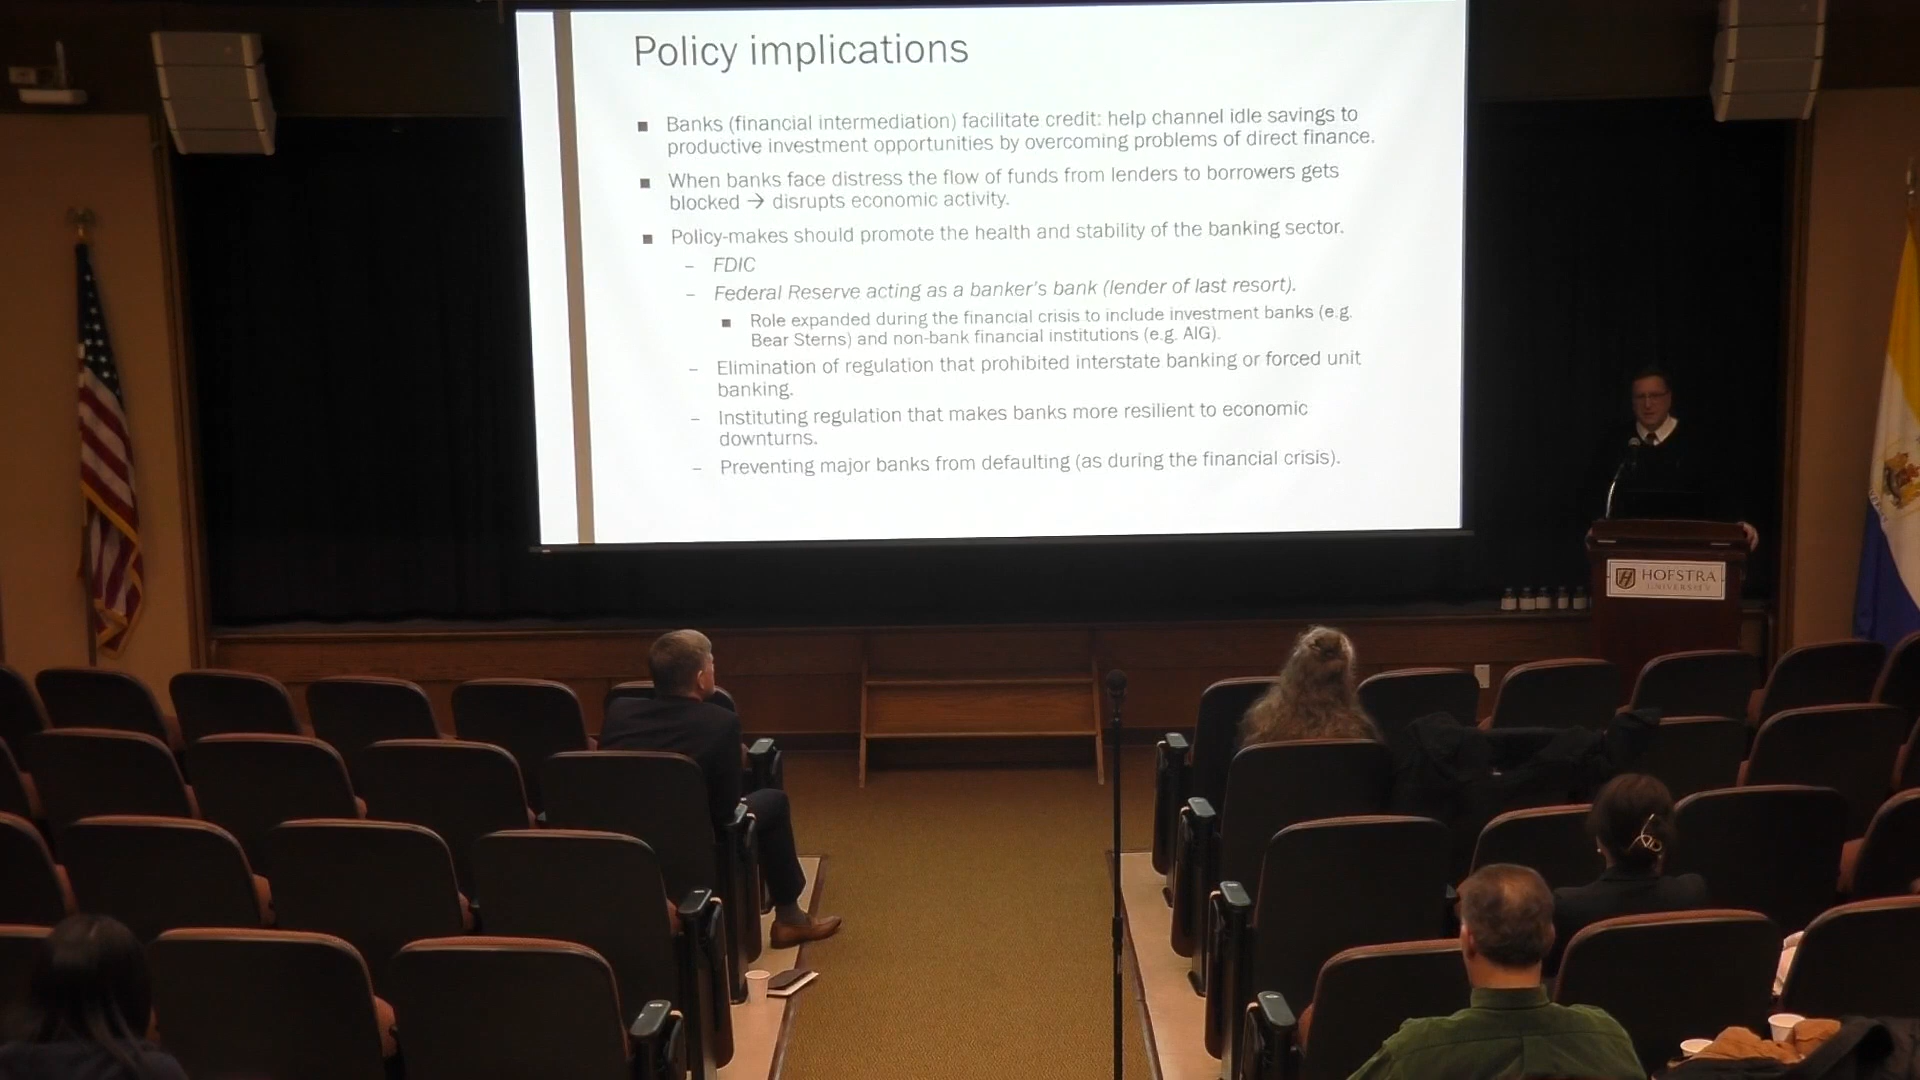 Policy implications
■ Banks (financial intermediation) facilitate credit: help channel idle savings to
productive investment opportunities by overcoming problems of direct finance.
■ When banks face distress the flow of funds from lenders to borrowers gets
blocked → disrupts economic activity.
■ Policy-makes should promote the health and stability of the banking sector.
– FDIC
– Federal Reserve acting as a banker's bank (lender of last resort).
■ Role expanded during the financial crisis to include investment banks (e.g.
Bear Sterns) and non-bank financial institutions (e.g. AIG).
– Elimination of regulation that prohibited interstate banking or forced unit
banking.
– Instituting regulation that makes banks more resilient to economic
downturns.
– Preventing major banks from defaulting (as during the financial crisis).
HOFSTRA
UNIVERSITY